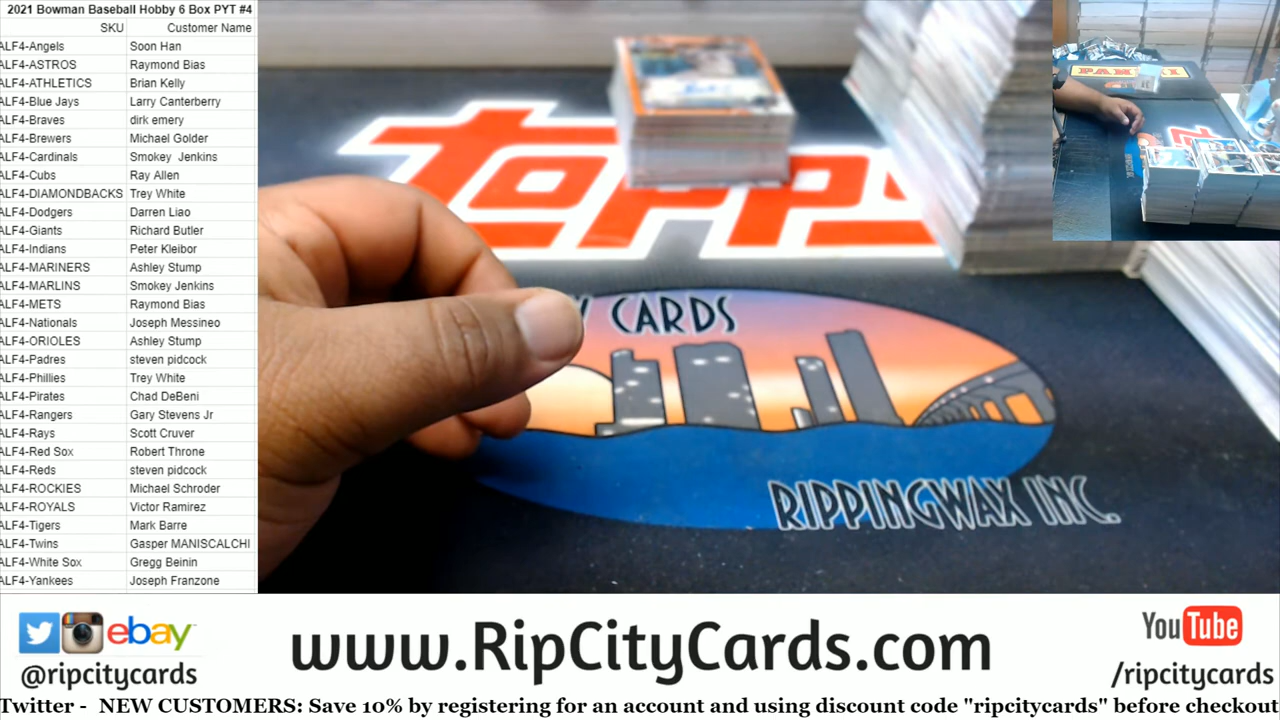 2021 Bowman Baseball Hobby 6 Box PYT #4
SKU Customer Name
ALF4-Angels Soon Han
ALF4-ASTROS Raymond Bias
ALF4-ATHLETICS Brian Kelly
ALF4-Blue Jays Larry Canterberry
ALF4-Braves dirk emery
ALF4-Brewers Michael Golder
ALF4-Cardinals Smokey Jenkins
ALF4-Cubs Ray Allen
ALF4-DIAMONDBACKS Trey White
ALF4-Dodgers Darren Liao
ALF4-Giants Richard Butler
ALF4-Indians Peter Kleibor
ALF4-MARINERS Ashley Stump
ALF4-MARLINS Smokey Jenkins
ALF4-METS Raymond Bias
ALF4-Nationals Joseph Messineo
ALF4-ORIOLES Ashley Stump
ALF4-Padres steven pidcock
ALF4-Phillies Trey White
ALF4-Pirates Chad DeBeni
ALF4-Rangers Gary Stevens Jr
ALF4-Rays Scott Cruver
ALF4-Red Sox Robert Throne
ALF4-Reds steven pidcock
ALF4-ROCKIES Michael Schroder
ALF4-ROYALS Victor Ramirez
ALF4-Tigers Mark Barre
ALF4-Twins Gasper MANISCALCHI
ALF4-White Sox Gregg Beinin
ALF4-Yankees Joseph Franzone
topps
CARDS
RIPPINGWAX INC.
PANINI
ebay
@ripcitycards
www.RipCityCards.com
YouTube
/ripcitycards
Twitter - NEW CUSTOMERS: Save 10% by registering for an account and using discount code "ripcitycards" before checkout